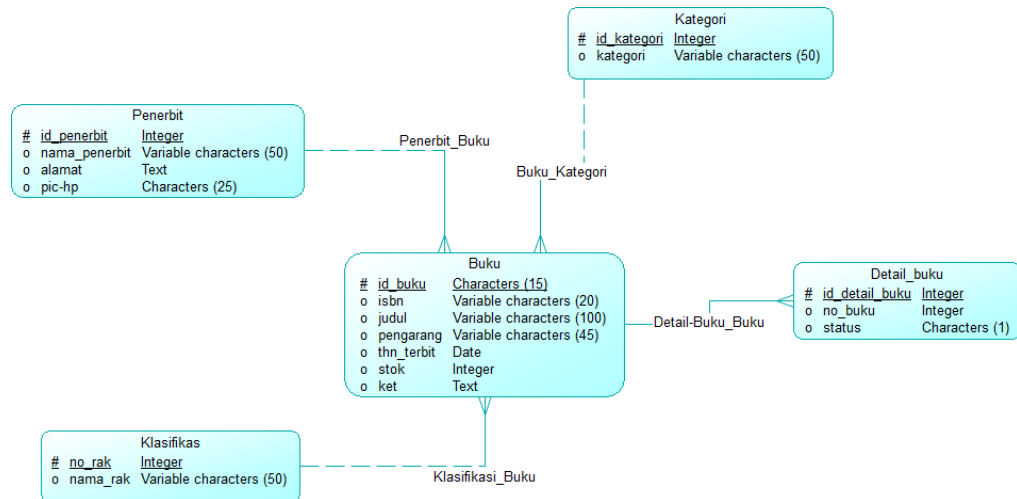 Kategori
# id_kategori Integer
o kategori Variable characters (50)
Penerbit
# id_penerbit Integer
o nama_penerbit Variable characters (50)
o alamat Text
o pic-hp Characters (25)
Penerbit_Buku
Buku_Kategori
Buku
# id_buku Characters (15)
o isbn Variable characters (20)
o judul Variable characters (100)
o pengarang Variable characters (45)
o thn_terbit Date
o stok Integer
o ket Text
Detail_buku
# id_detail_buku Integer
o no_buku Integer
o status Characters (1)
Detail-Buku_Buku
Klasifikas
# no_rak Integer
o nama_rak Variable characters (50)
Klasifikasi_Buku